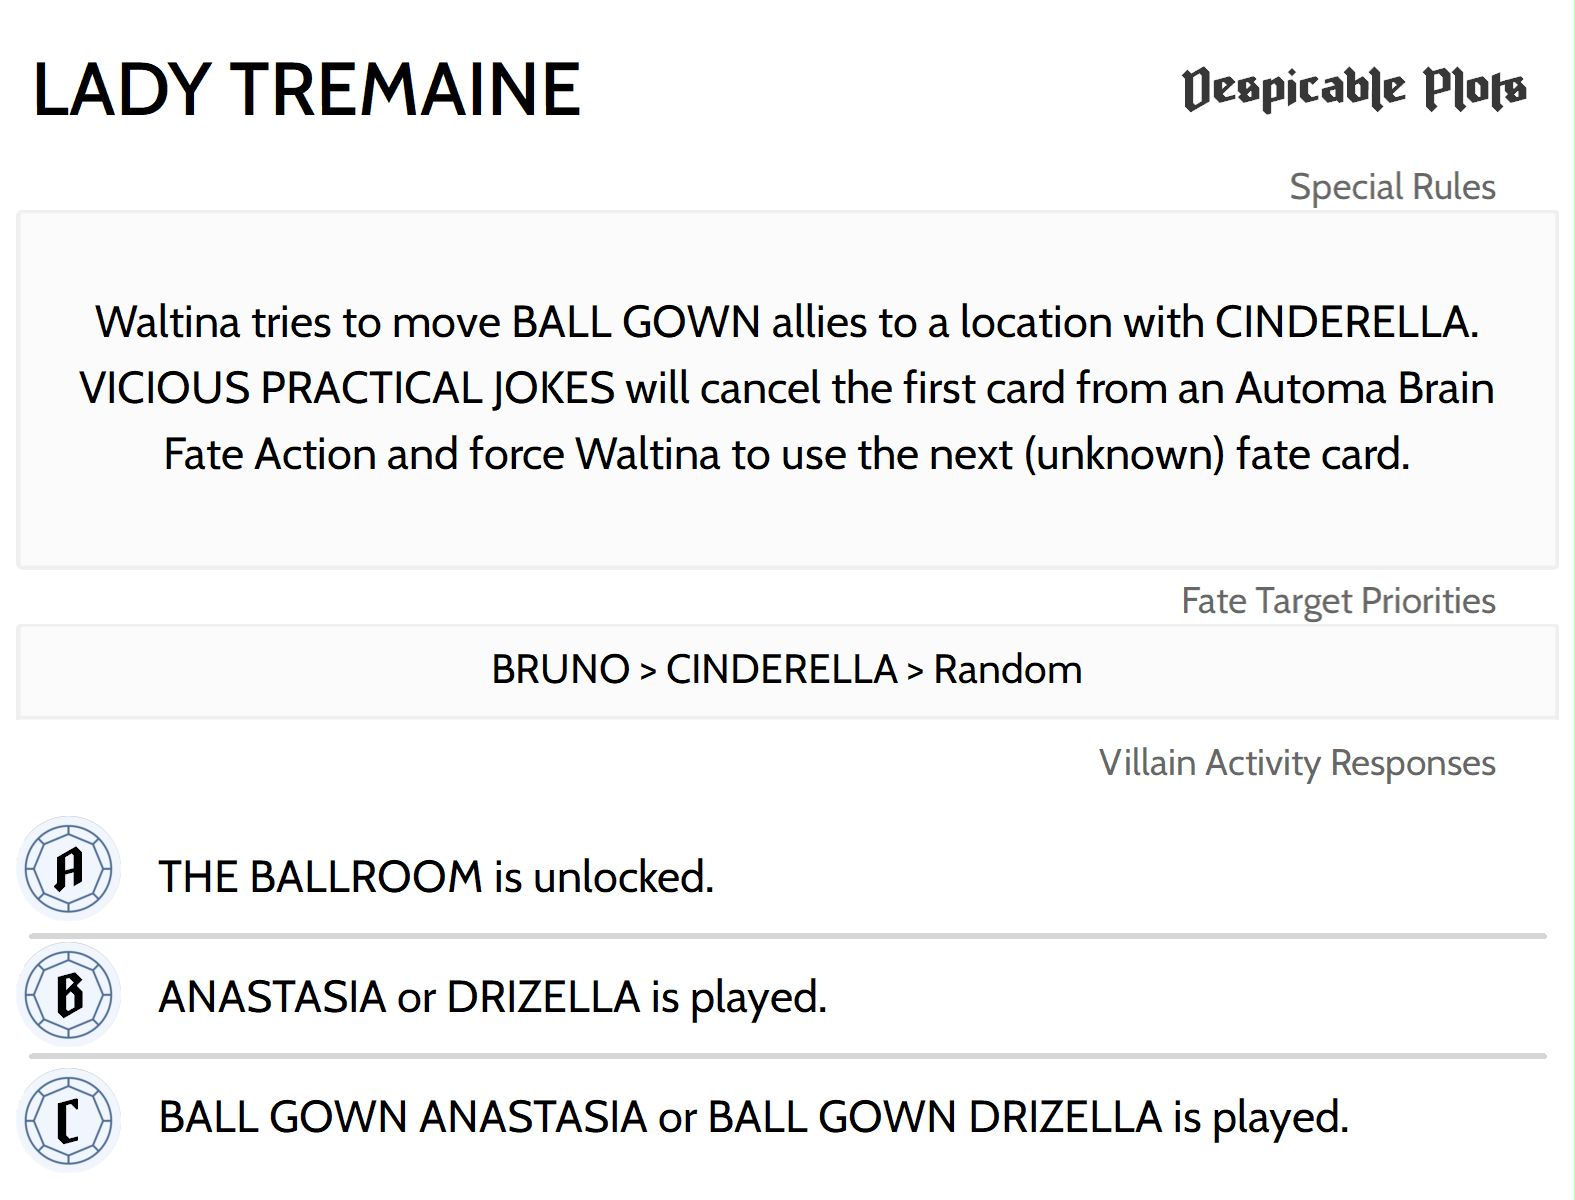 LADY TREMAINE
Despicable Plots
Special Rules
Waltina tries to move BALL GOWN allies to a location with CINDERELLA.
VICIOUS PRACTICAL JOKES will cancel the first card from an Automa Brain
Fate Action and force Waltina to use the next (unknown) fate card.
Fate Target Priorities
BRUNO > CINDERELLA > Random
Villain Activity Responses
A
THE BALLROOM is unlocked.
B
ANASTASIA or DRIZELLA is played.
C
BALL GOWN ANASTASIA or BALL GOWN DRIZELLA is played.